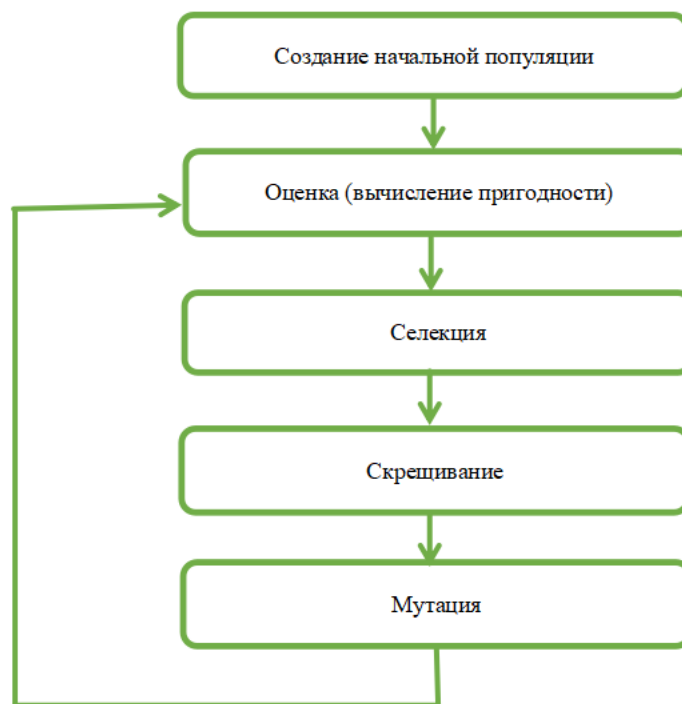 Создание начальной популяции
Оценка (вычисление пригодности)
Селекция
Скрещивание
Мутация